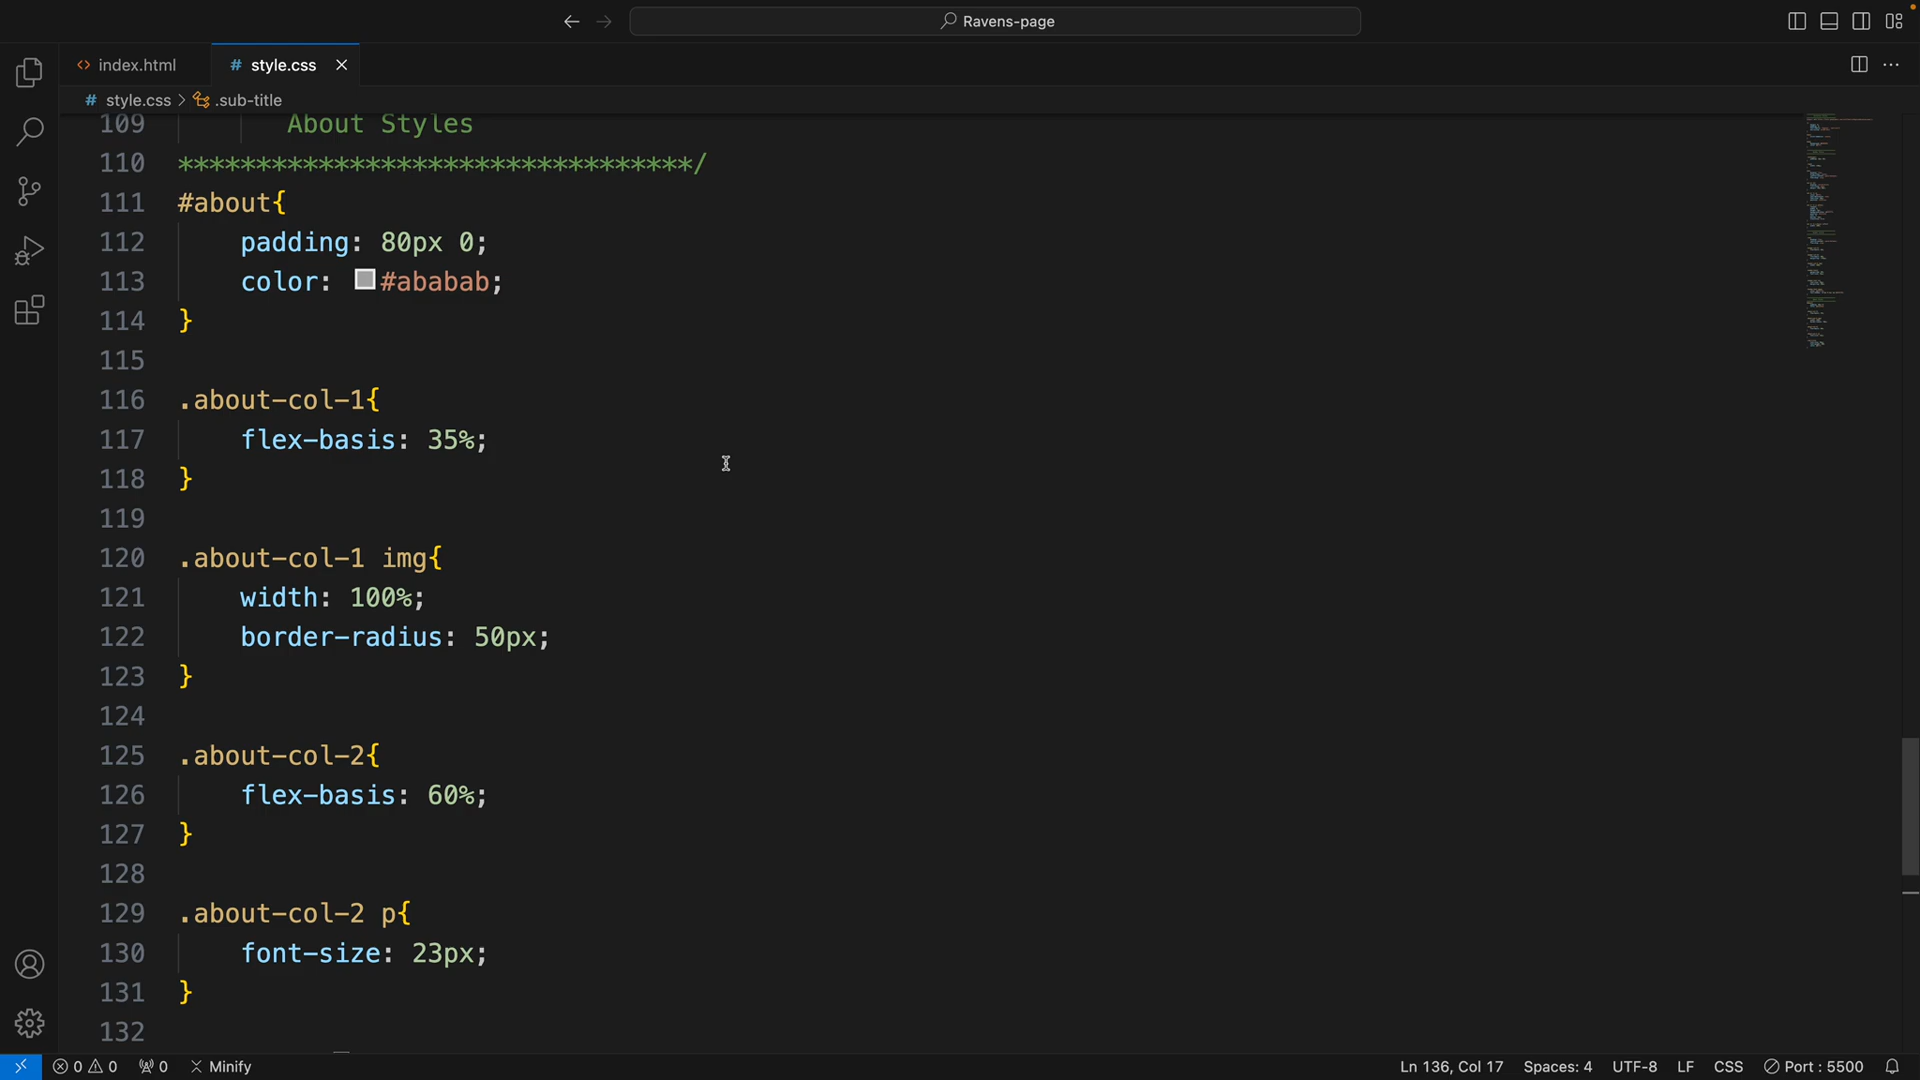 Ravens-page
index.html
# style.css
# style.css > .sub-title
109 About Styles
110 *********************************/
111 #about{
112 padding: 80px 0;
113 color: #ababab;
114 }
115
116 .about-col-1{
117 flex-basis: 35%;
118 }
119
120 .about-col-1 img{
121 width: 100%;
122 border-radius: 50px;
123 }
124
125 .about-col-2{
126 flex-basis: 60%;
127 }
128
129 .about-col-2 p{
130 font-size: 23px;
131 }
132
0 0 0 Minify Ln 136, Col 17 Spaces: 4 UTF-8 LF CSS Port : 5500